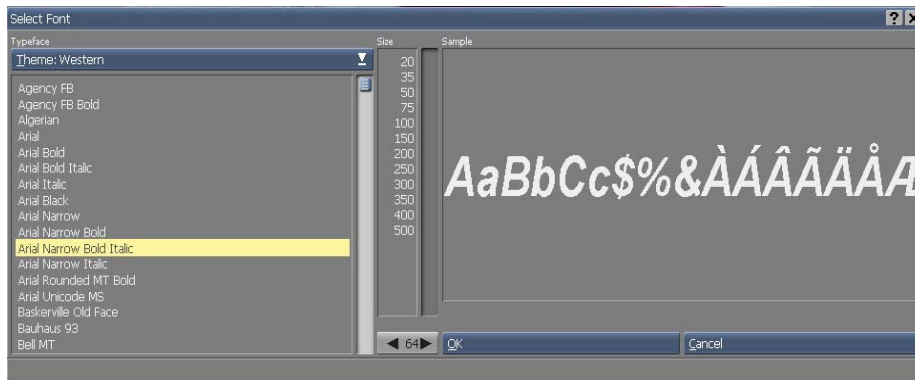 Select Font
Typeface
Size
Sample
Theme: Western
Agency FB
Agency FB Bold
Algerian
Arial
Arial Bold
Arial Bold Italic
Arial Italic
Arial Black
Arial Narrow
Arial Narrow Bold
Arial Narrow Bold Italic
Arial Narrow Italic
Arial Rounded MT Bold
Arial Unicode MS
Baskerville Old Face
Bauhaus 93
Bell MT
20
35
50
75
100
150
200
250
300
350
400
500
64
AaBbCc$%&ÀÁÂÃÄÅÆ
OK
Cancel